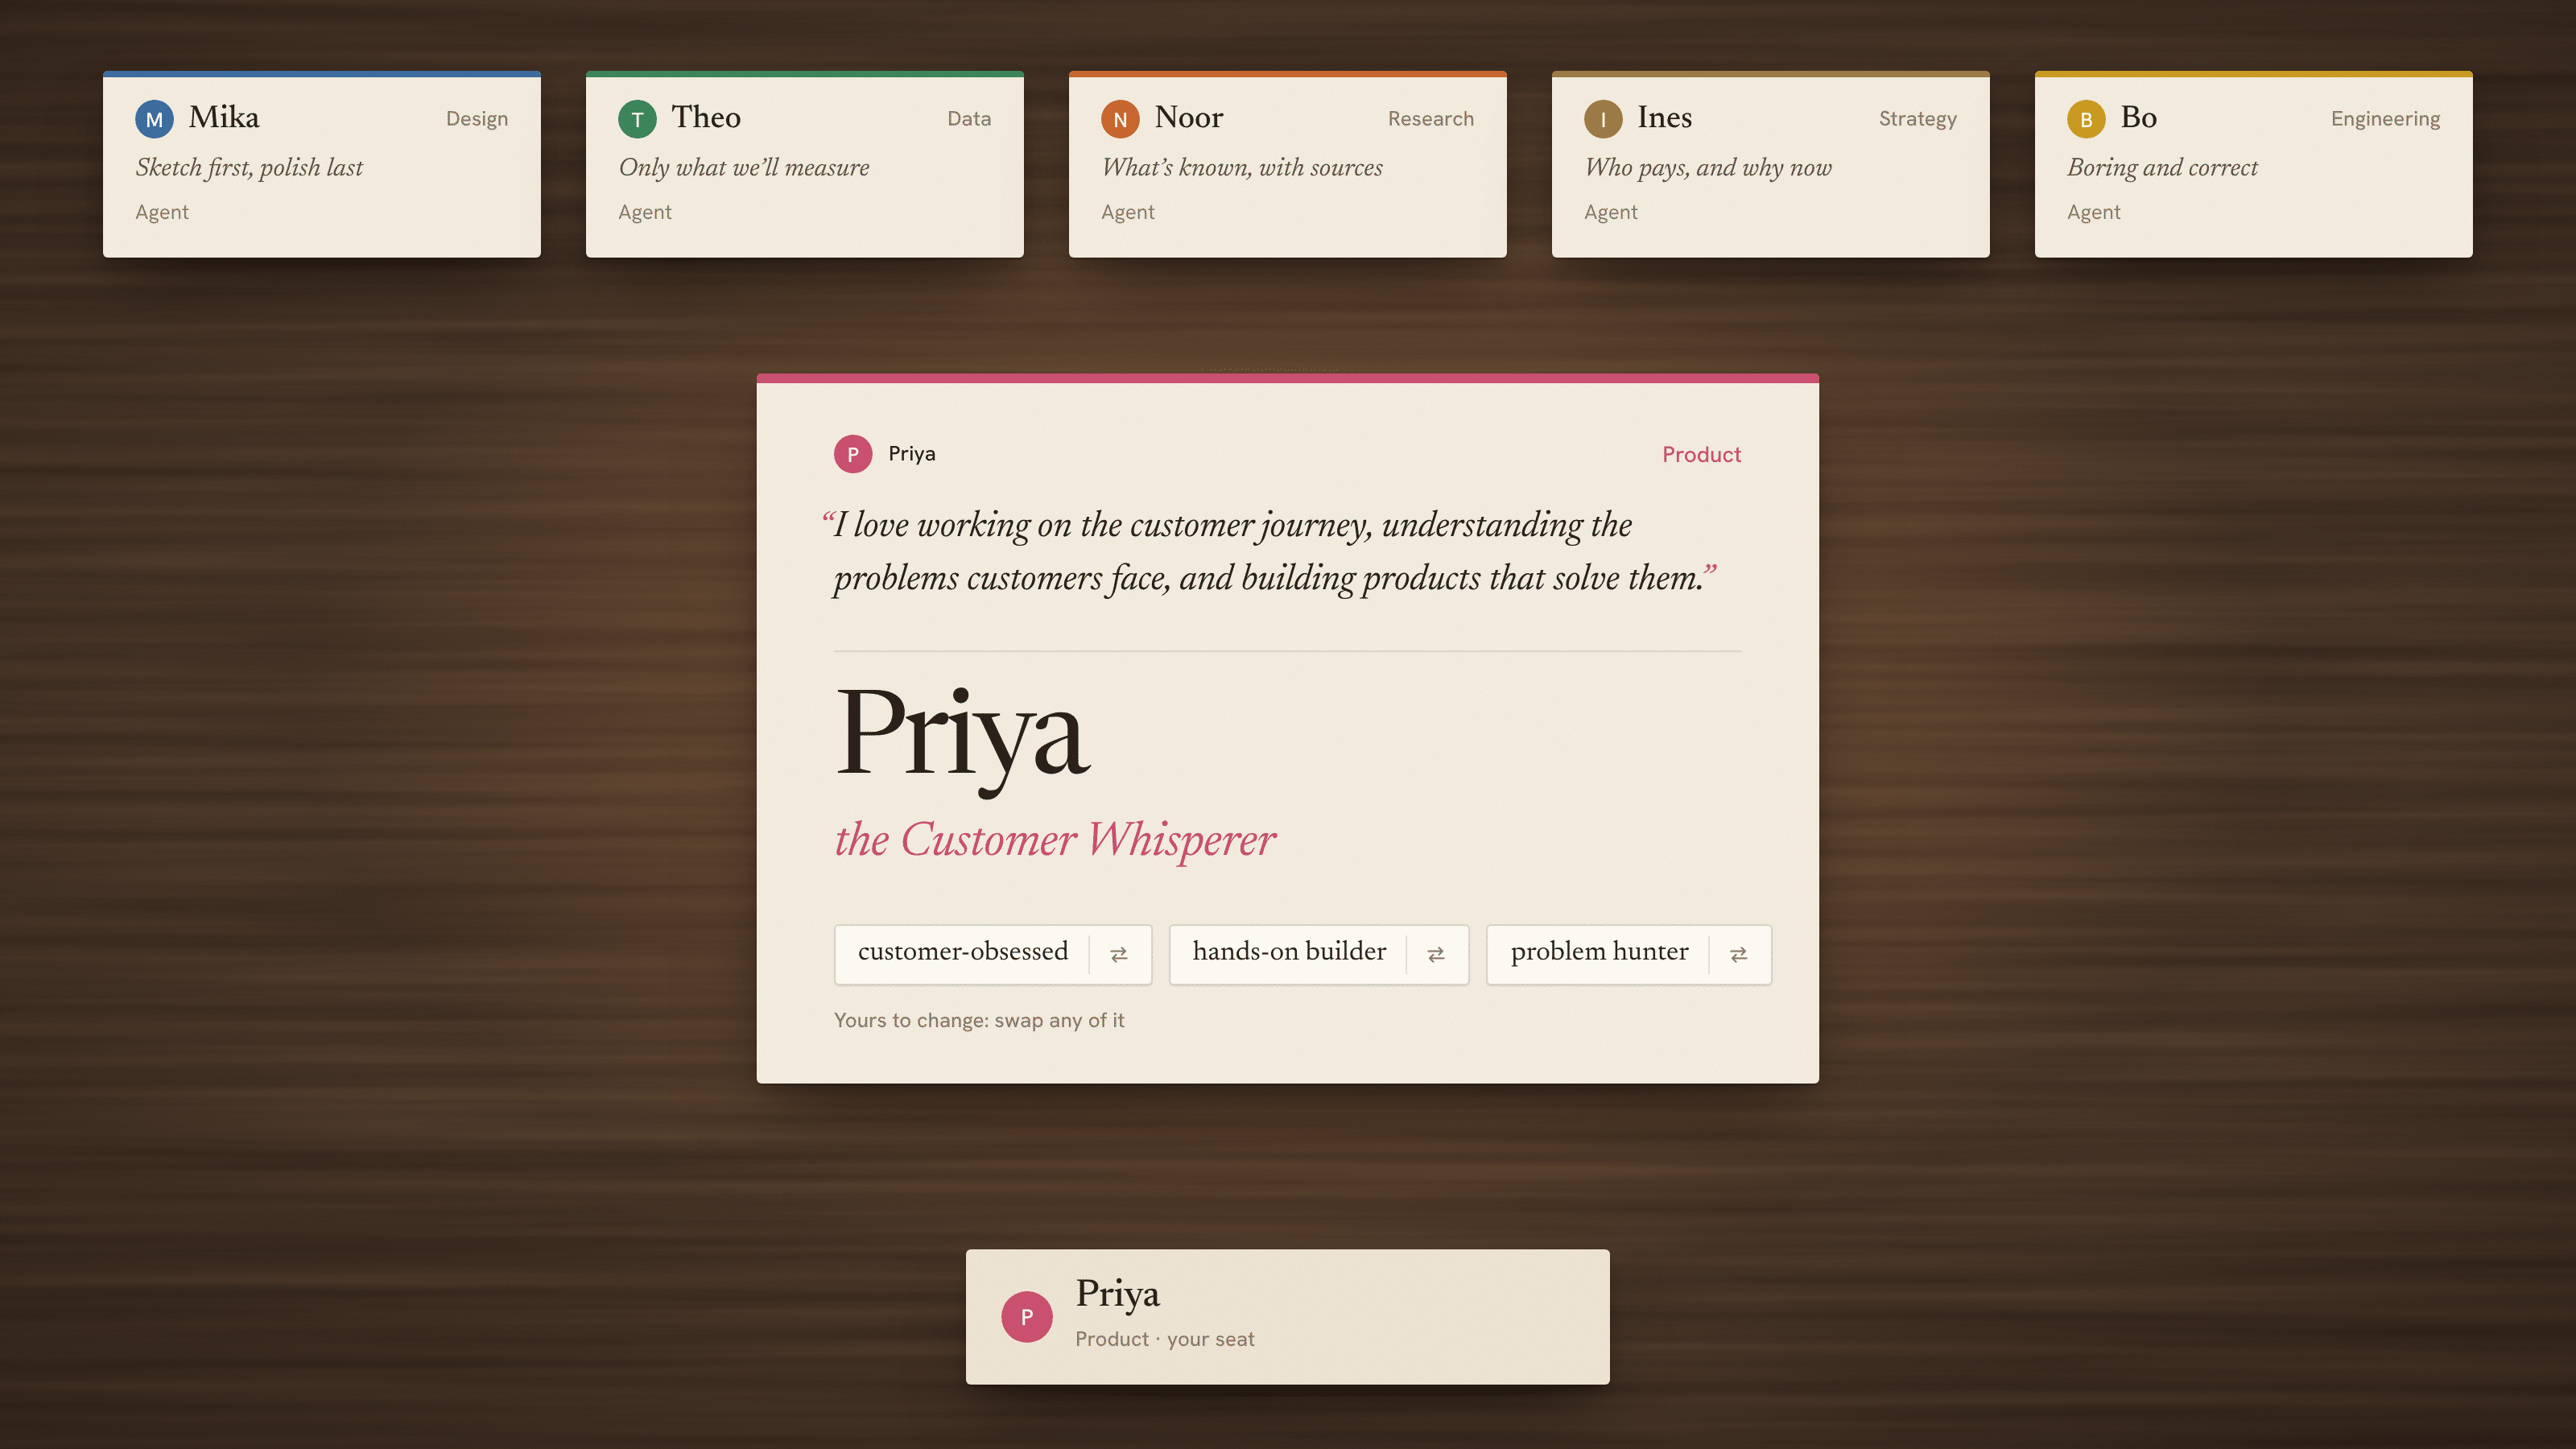 M Mika Design
Sketch first, polish last
Agent
T Theo Data
Only what we’ll measure
Agent
N Noor Research
What’s known, with sources
Agent
I Ines Strategy
Who pays, and why now
Agent
B Bo Engineering
Boring and correct
Agent
P Priya Product
“I love working on the customer journey, understanding the
problems customers face, and building products that solve them.”
Priya
the Customer Whisperer
customer-obsessed ⇄ hands-on builder ⇄ problem hunter ⇄
Yours to change: swap any of it
P Priya
Product · your seat